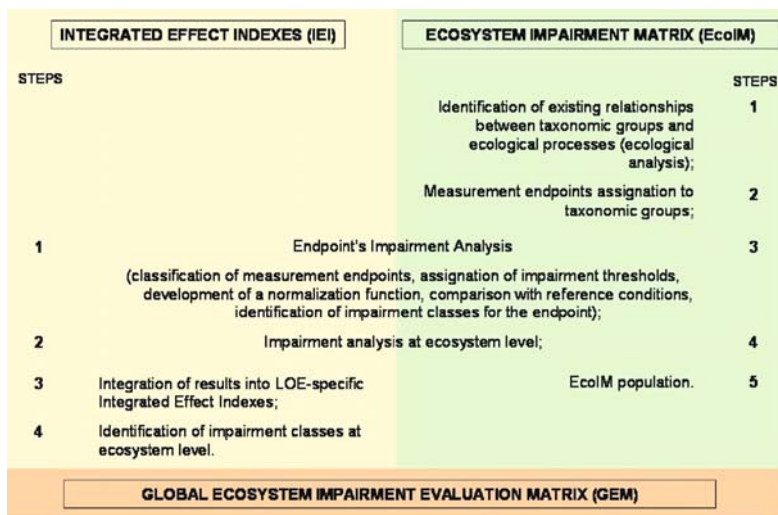 INTEGRATED EFFECT INDEXES (IEI)
ECOSYSTEM IMPAIRMENT MATRIX (EcoIM)
STEPS
STEPS
Identification of existing relationships
between taxonomic groups and
ecological processes (ecological
analysis);
1
Measurement endpoints assignation to
taxonomic groups;
2
1
Endpoint's Impairment Analysis
3
(classification of measurement endpoints, assignation of impairment thresholds,
development of a normalization function, comparison with reference conditions,
identification of impairment classes for the endpoint);
2
Impairment analysis at ecosystem level;
4
3
Integration of results into LOE-specific
Integrated Effect Indexes;
EcoIM population.
5
4
Identification of impairment classes at
ecosystem level.
GLOBAL ECOSYSTEM IMPAIRMENT EVALUATION MATRIX (GEM)